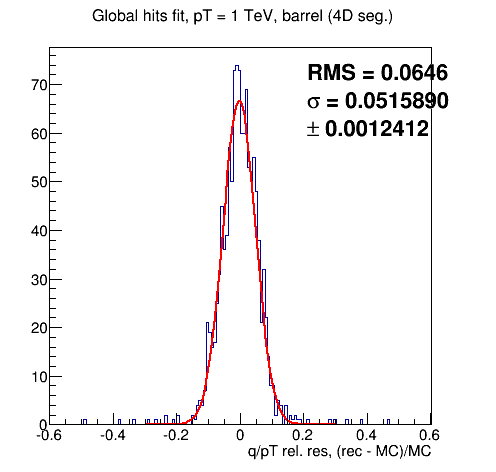 Global hits fit, pT = 1 TeV, barrel (4D seg.)
RMS = 0.0646
σ = 0.0515890
± 0.0012412
70
60
50
40
30
20
10
0
-0.6 -0.4 -0.2 0 0.2 0.4 0.6
q/pT rel. res, (rec - MC)/MC